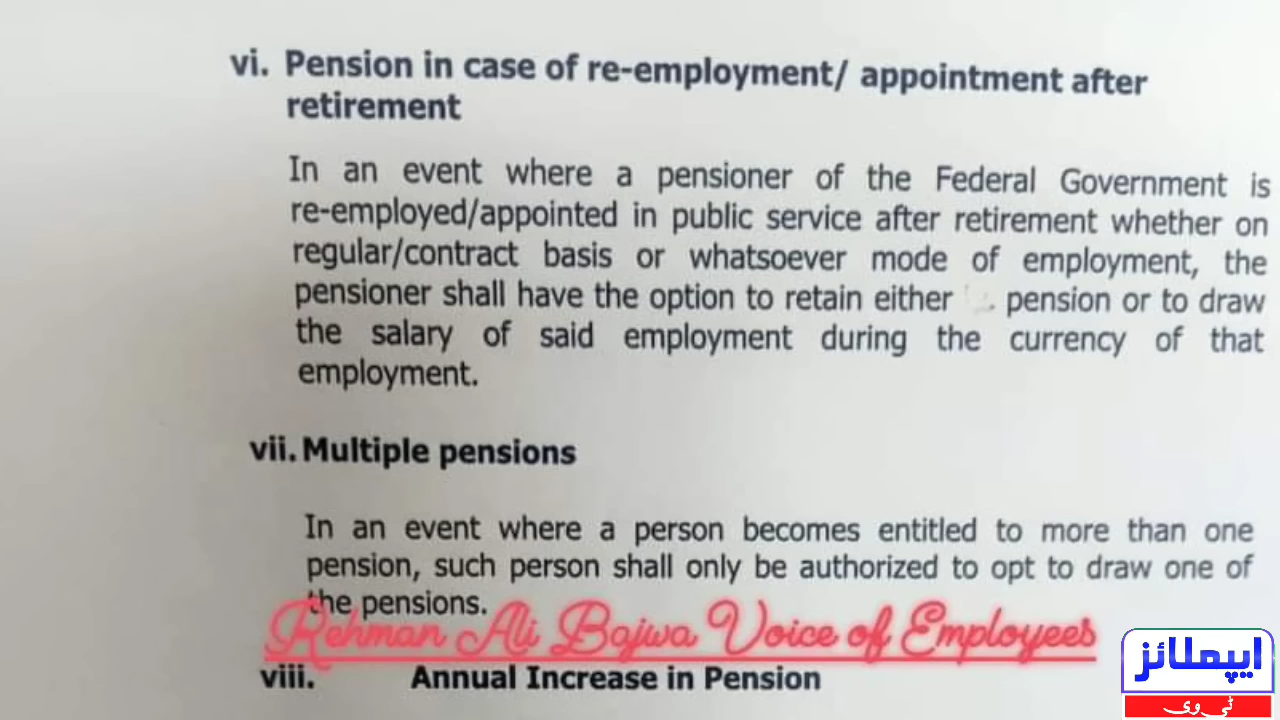 vi. Pension in case of re-employment/ appointment after
retirement
In an event where a pensioner of the Federal Government is
re-employed/appointed in public service after retirement whether on
regular/contract basis or whatsoever mode of employment, the
pensioner shall have the option to retain either pension or to draw
the salary of said employment during the currency of that
employment.
vii. Multiple pensions
In an event where a person becomes entitled to more than one
pension, such person shall only be authorized to opt to draw one of
the pensions.
Rehman Ali Bajwa Voice of Employees
viii. Annual Increase in Pension
ایپملائز
ٹی وی